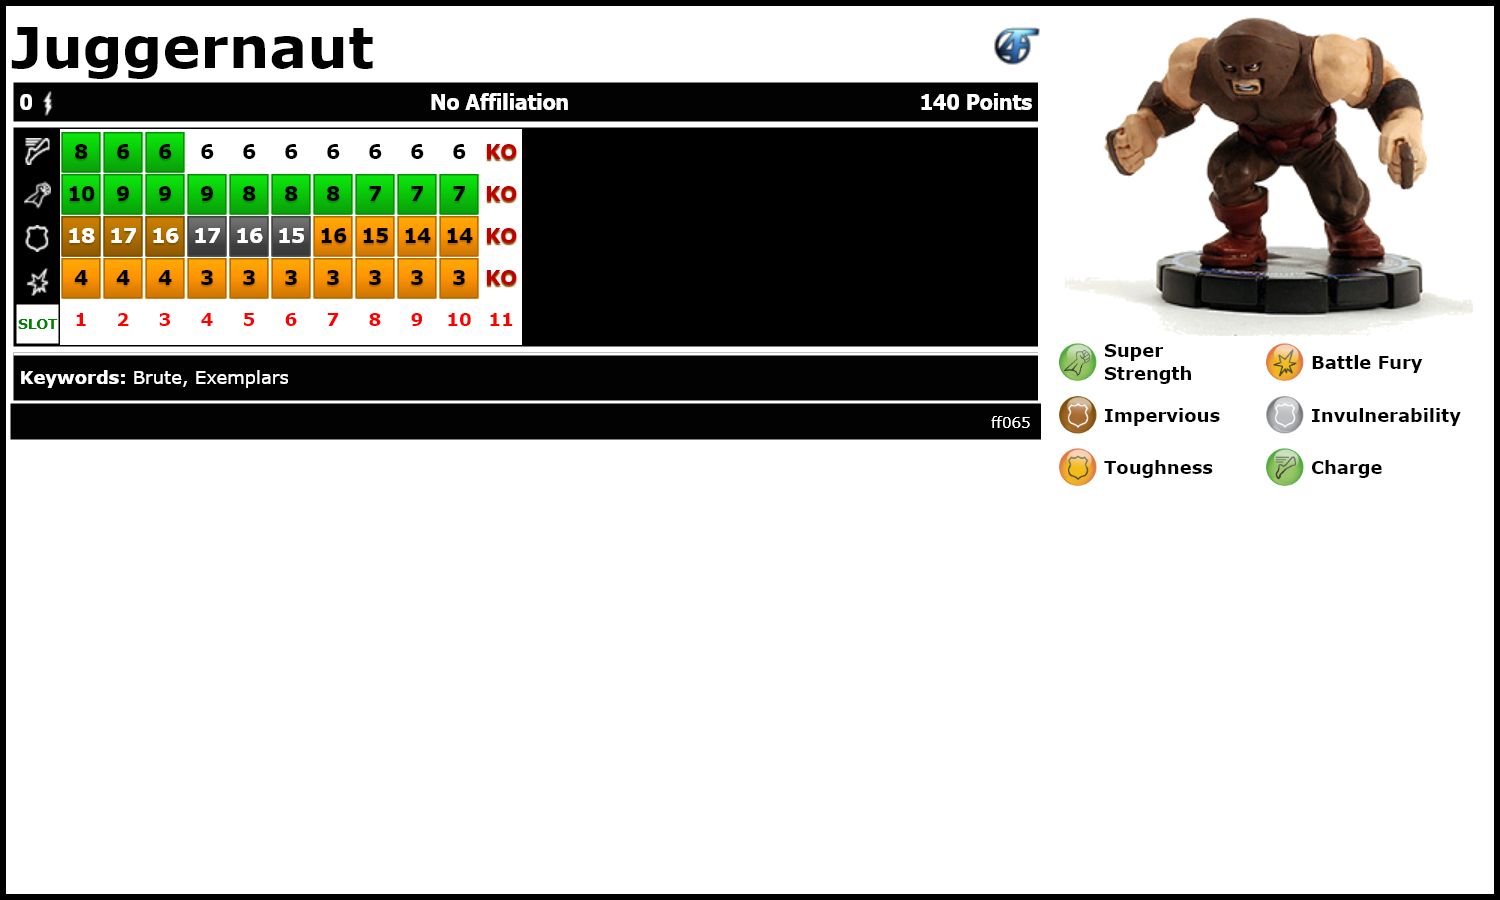 Juggernaut
0 No Affiliation 140 Points
8 6 6 6 6 6 6 6 6 6 KO
10 9 9 9 8 8 8 7 7 7 KO
18 17 16 17 16 15 16 15 14 14 KO
4 4 4 3 3 3 3 3 3 3 KO
SLOT 1 2 3 4 5 6 7 8 9 10 11
Keywords: Brute, Exemplars
ff065
Super Strength
Battle Fury
Impervious
Invulnerability
Toughness
Charge